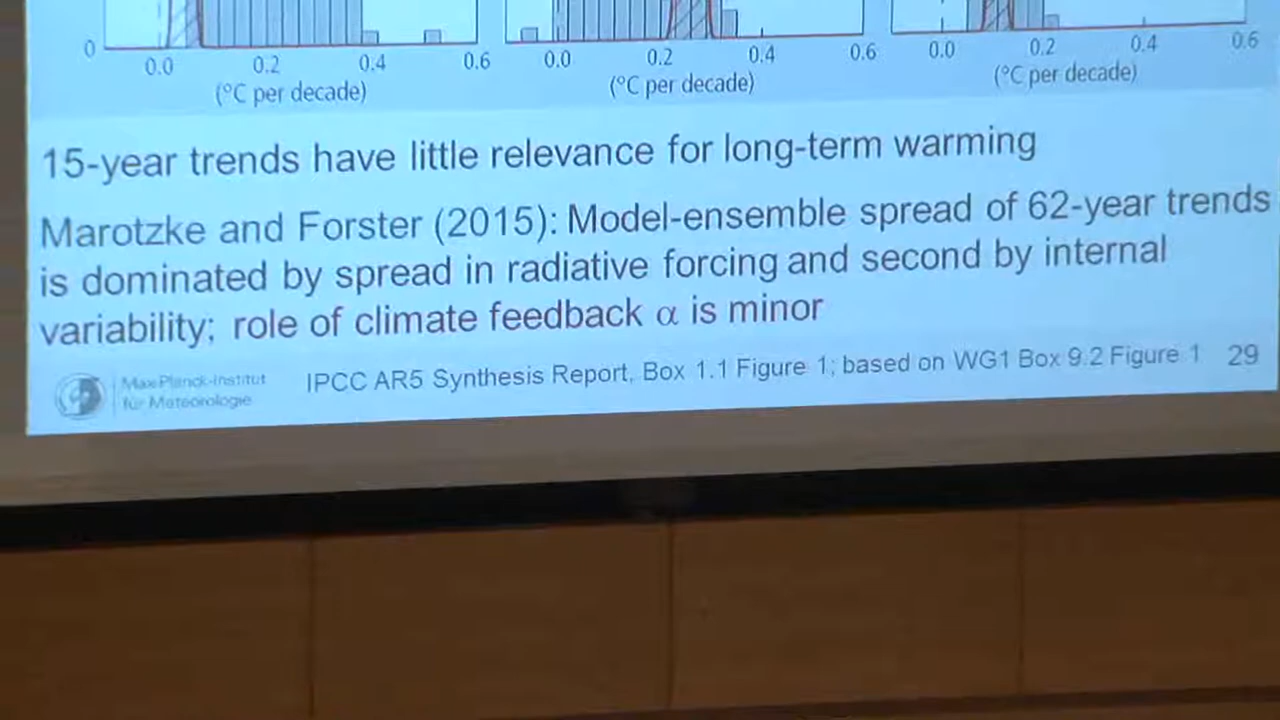 0
0.0 0.2 0.4 0.6 0.0 0.2 0.4 0.6 0.0 0.2 0.4 0.6
(°C per decade) (°C per decade) (°C per decade)
15-year trends have little relevance for long-term warming
Marotzke and Forster (2015): Model-ensemble spread of 62-year trends
is dominated by spread in radiative forcing and second by internal
variability; role of climate feedback α is minor
Max-Planck-Institut
für Meteorologie
IPCC AR5 Synthesis Report, Box 1.1 Figure 1; based on WG1 Box 9.2 Figure 1 29